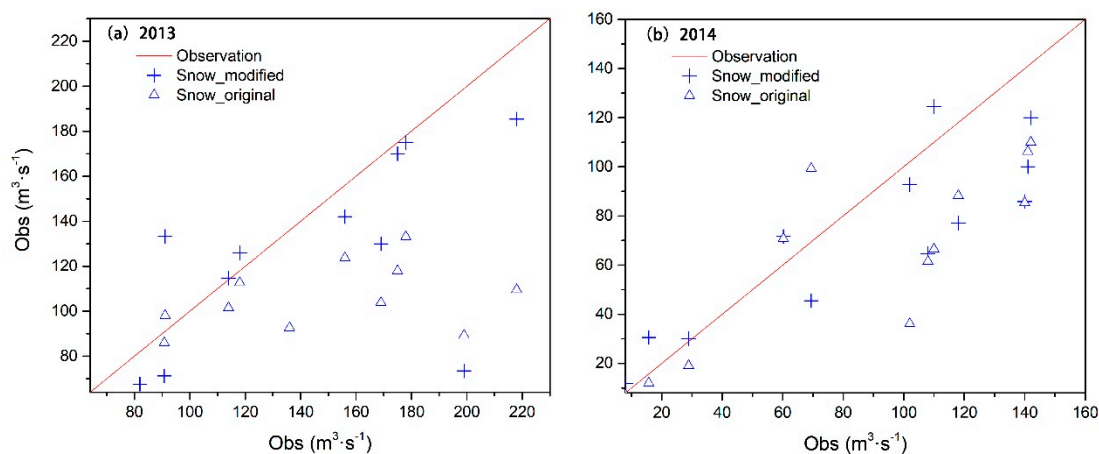 (a) 2013
Observation
Snow_modified
Snow_original
220
200
180
160
140
120
100
80
Obs (m³·s⁻¹)
80 100 120 140 160 180 200 220
Obs (m³·s⁻¹)
(b) 2014
Observation
Snow_modified
Snow_original
160
140
120
100
80
60
40
20
Obs (m³·s⁻¹)
20 40 60 80 100 120 140 160
Obs (m³·s⁻¹)